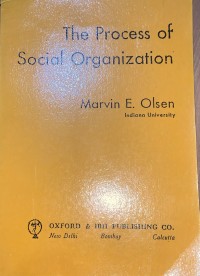 The Process of
Social Organization
Marvin E. Olsen
Indiana University
OXFORD & IBH PUBLISHING CO.
New Delhi Bombay Calcutta